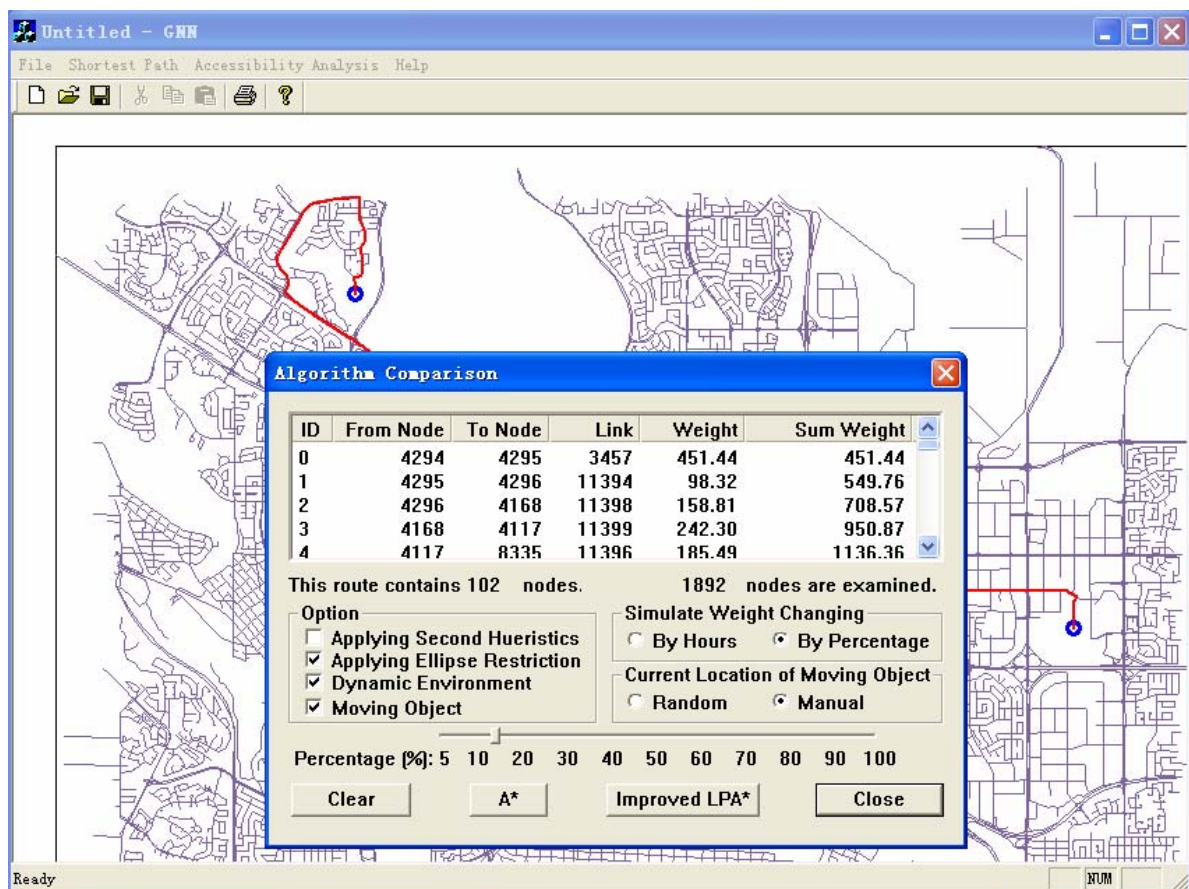 Untitled - GNN
File Shortest Path Accessibility Analysis Help
Algorithm Comparison
ID From Node To Node Link Weight Sum Weight
0 4294 4295 3457 451.44 451.44
1 4295 4296 11394 98.32 549.76
2 4296 4168 11398 158.81 708.57
3 4168 4117 11399 242.30 950.87
4 4117 8335 11396 185.49 1136.36
This route contains 102 nodes. 1892 nodes are examined.
Option Simulate Weight Changing
Applying Second Hueristics By Hours By Percentage
Applying Ellipse Restriction
Dynamic Environment Current Location of Moving Object
Moving Object Random Manual
Percentage (%): 5 10 20 30 40 50 60 70 80 90 100
Clear A* Improved LPA* Close
Ready NUM